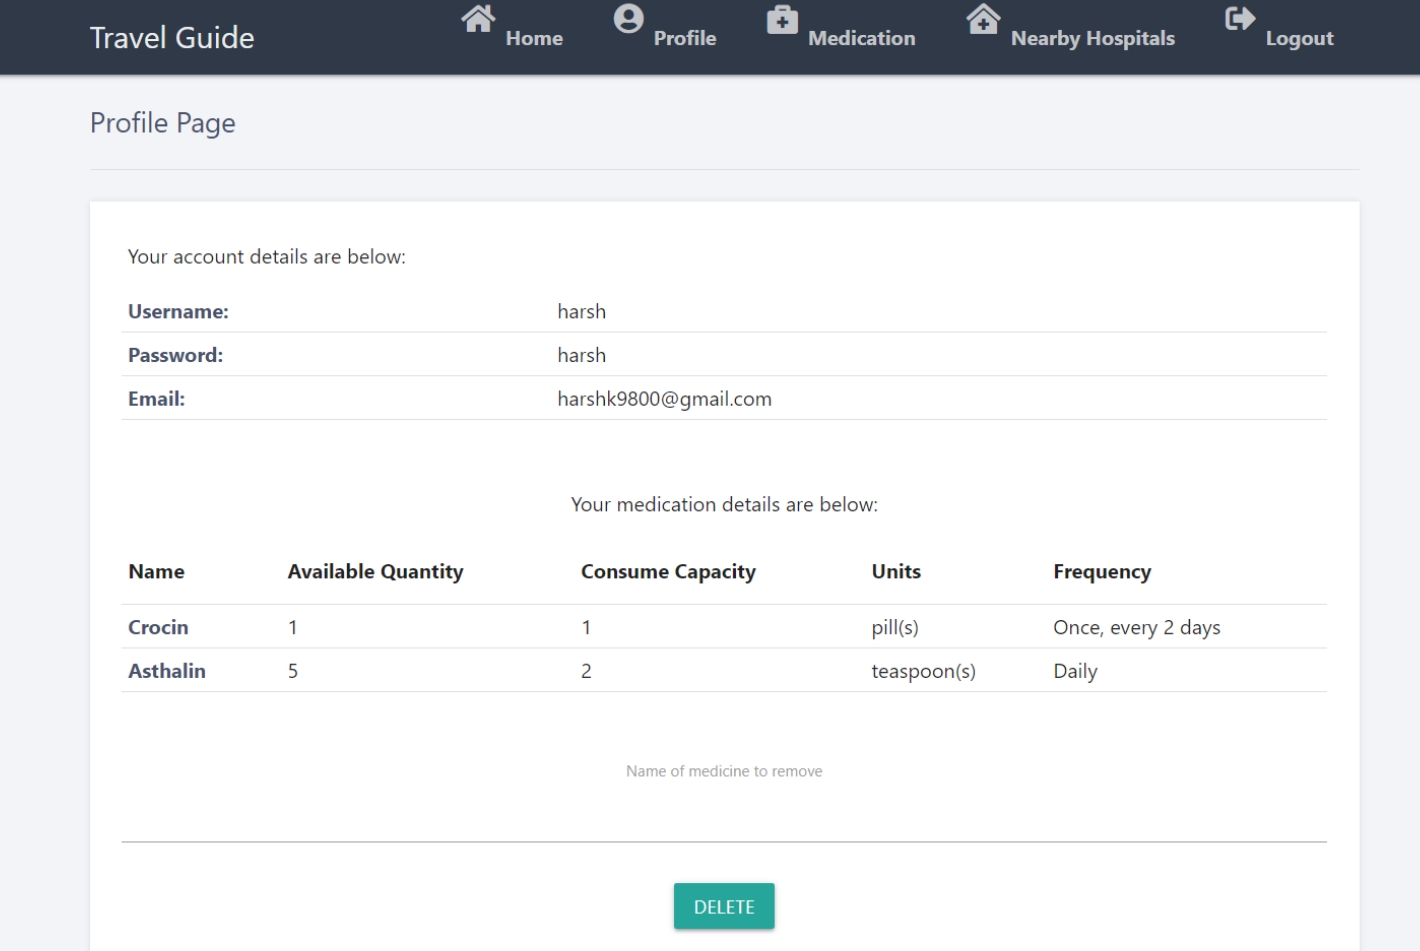 Travel Guide Home Profile Medication Nearby Hospitals Logout
Profile Page
Your account details are below:
Username: harsh
Password: harsh
Email: harshk9800@gmail.com
Your medication details are below:
Name Available Quantity Consume Capacity Units Frequency
Crocin 1 1 pill(s) Once, every 2 days
Asthalin 5 2 teaspoon(s) Daily
Name of medicine to remove
DELETE